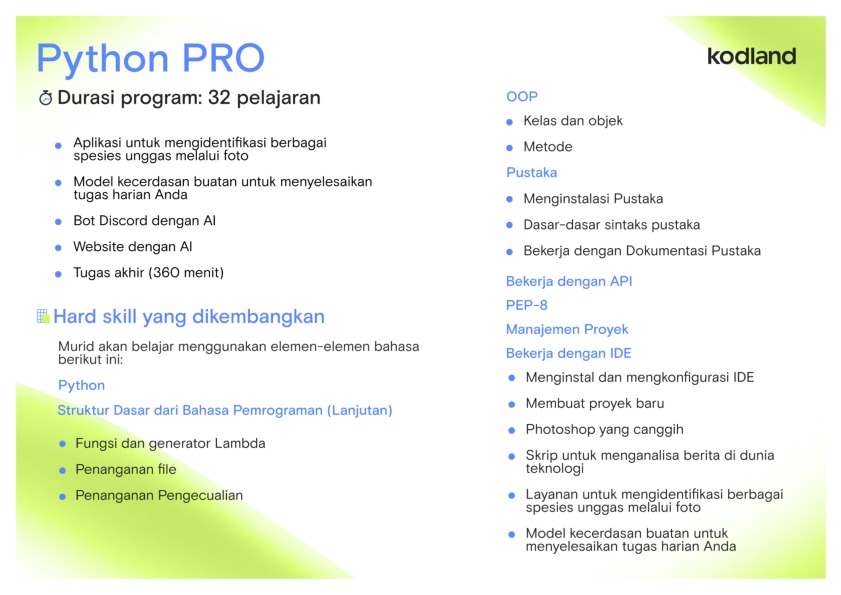 Python PRO
kodland
Durasi program: 32 pelajaran
Aplikasi untuk mengidentifikasi berbagai
spesies unggas melalui foto
Model kecerdasan buatan untuk menyelesaikan
tugas harian Anda
Bot Discord dengan AI
Website dengan AI
Tugas akhir (360 menit)
Hard skill yang dikembangkan
Murid akan belajar menggunakan elemen-elemen bahasa
berikut ini:
Python
Struktur Dasar dari Bahasa Pemrograman (Lanjutan)
Fungsi dan generator Lambda
Penanganan file
Penanganan Pengecualian
OOP
Kelas dan objek
Metode
Pustaka
Menginstalasi Pustaka
Dasar-dasar sintaks pustaka
Bekerja dengan Dokumentasi Pustaka
Bekerja dengan API
PEP-8
Manajemen Proyek
Bekerja dengan IDE
Menginstal dan mengkonfigurasi IDE
Membuat proyek baru
Photoshop yang canggih
Skrip untuk menganalisa berita di dunia
teknologi
Layanan untuk mengidentifikasi berbagai
spesies unggas melalui foto
Model kecerdasan buatan untuk
menyelesaikan tugas harian Anda